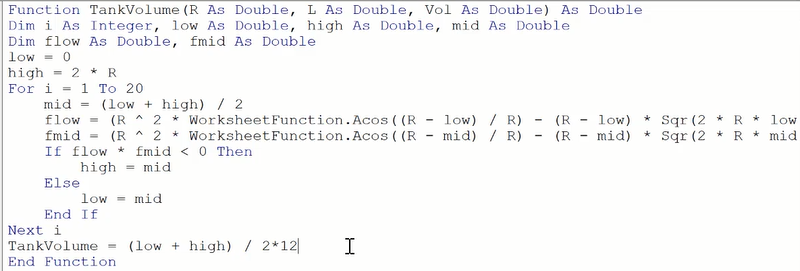 Function TankVolume(R As Double, L As Double, Vol As Double) As Double
Dim i As Integer, low As Double, high As Double, mid As Double
Dim flow As Double, fmid As Double
low = 0
high = 2 * R
For i = 1 To 20
    mid = (low + high) / 2
    flow = (R ^ 2 * WorksheetFunction.Acos((R - low) / R) - (R - low) * Sqr(2 * R * low
    fmid = (R ^ 2 * WorksheetFunction.Acos((R - mid) / R) - (R - mid) * Sqr(2 * R * mid
    If flow * fmid < 0 Then
        high = mid
    Else
        low = mid
    End If
Next i
TankVolume = (low + high) / 2*12
End Function